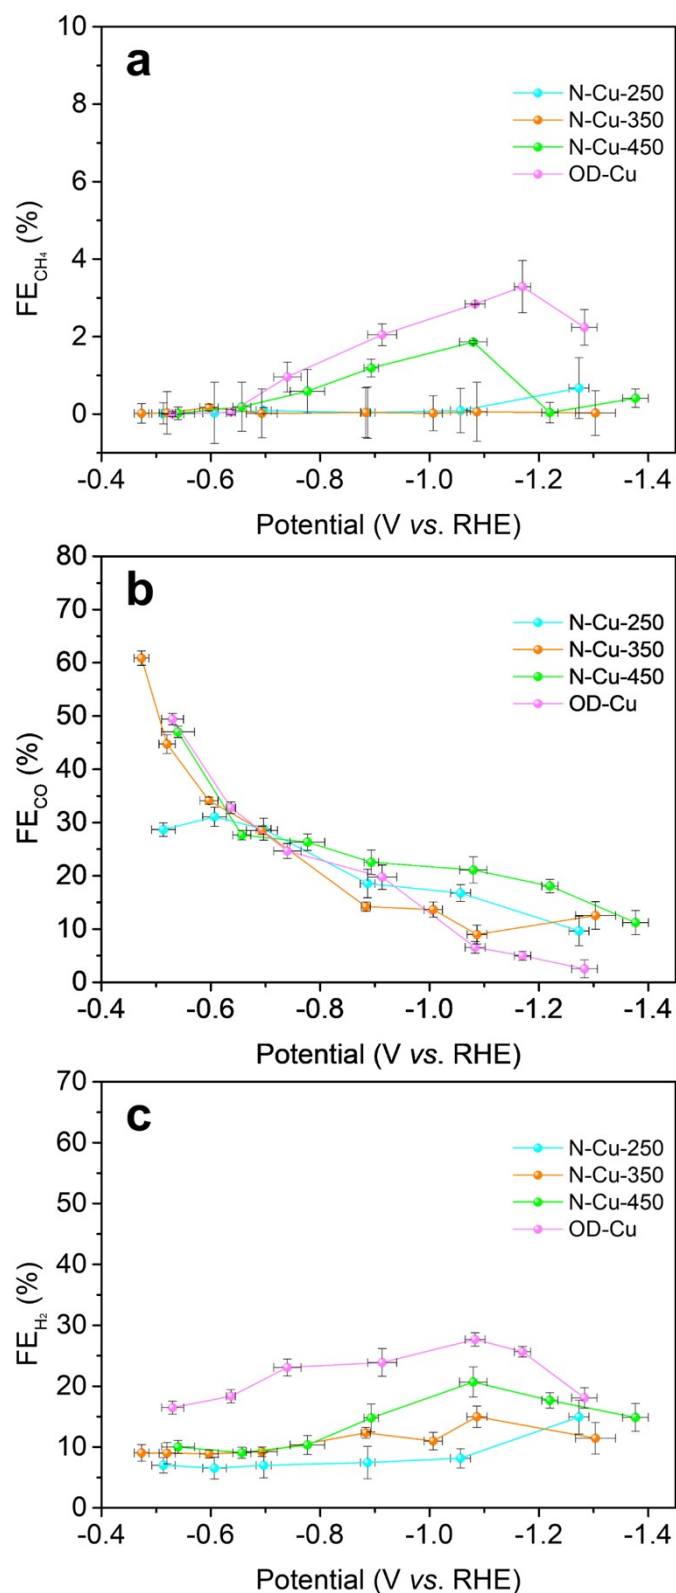 a
10
8
6
4
2
0
FE_CH₄ (%)
N-Cu-250
N-Cu-350
N-Cu-450
OD-Cu
-0.4 -0.6 -0.8 -1.0 -1.2 -1.4
Potential (V vs. RHE)
b
80
70
60
50
40
30
20
10
0
FE_CO (%)
N-Cu-250
N-Cu-350
N-Cu-450
OD-Cu
-0.4 -0.6 -0.8 -1.0 -1.2 -1.4
Potential (V vs. RHE)
c
70
60
50
40
30
20
10
0
FE_H₂ (%)
N-Cu-250
N-Cu-350
N-Cu-450
OD-Cu
-0.4 -0.6 -0.8 -1.0 -1.2 -1.4
Potential (V vs. RHE)